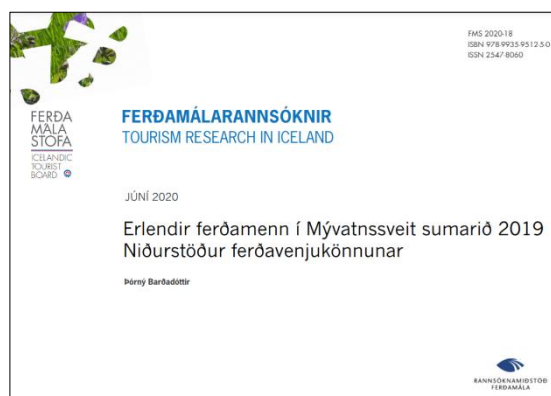 FMS 2020-18
ISBN 978-9935-9512-5-0
ISSN 2547-8060
FERÐA
MÁLA
STOFA
ICELANDIC
TOURIST
BOARD
FERÐAMÁLARANNSÓKNIR
TOURISM RESEARCH IN ICELAND
JÚNÍ 2020
Erlendir ferðamenn í Mývatnssveit sumarið 2019
Niðurstöður ferðavenjukönnunar
Þórný Barðadóttir
RANNSÓKNAMIÐSTÖÐ
FERÐAMÁLA